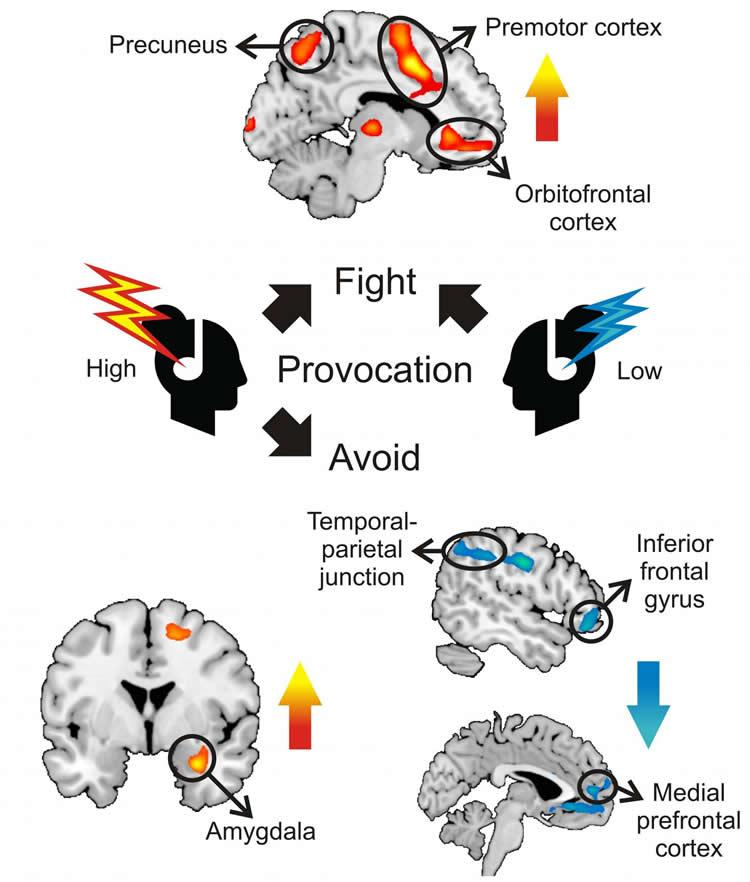 Precuneus
Premotor cortex
Orbitofrontal
cortex
Fight
High
Provocation
Low
Avoid
Temporal-
parietal
junction
Inferior
frontal
gyrus
Amygdala
Medial
prefrontal
cortex